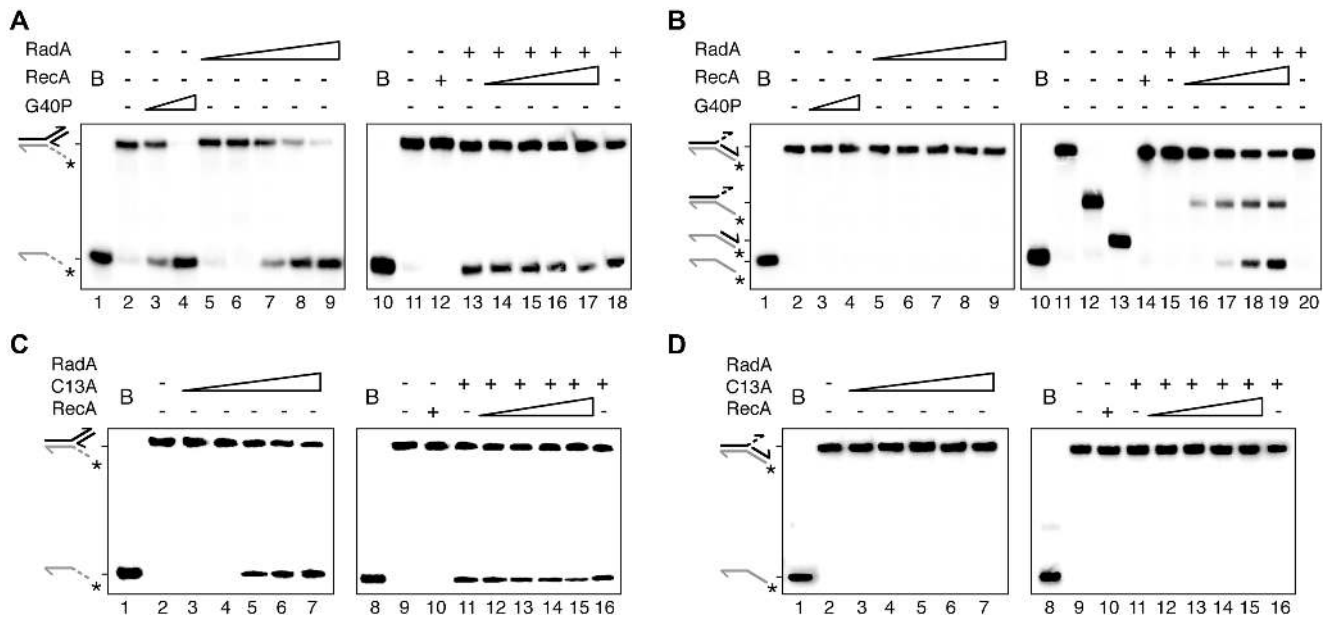 A
RadA - - -
RecA B - - - - - - - -
G40P - - - - - -
*
*
1 2 3 4 5 6 7 8 9
- - + + + + + +
B - + - -
- - - - - - - -
10 11 12 13 14 15 16 17 18
B
RadA - - -
RecA B - - - - - - - -
G40P - - - - - -
*
*
*
*
1 2 3 4 5 6 7 8 9
- - - - + + + + + +
B - - - + - -
- - - - - - - - - -
10 11 12 13 14 15 16 17 18 19 20
C
RadA
C13A B -
RecA - - - - - -
*
*
1 2 3 4 5 6 7
B - - + + + + + +
- + - -
8 9 10 11 12 13 14 15 16
D
RadA
C13A B -
RecA - - - - - -
*
*
1 2 3 4 5 6 7
B - - + + + + + +
- + - -
8 9 10 11 12 13 14 15 16